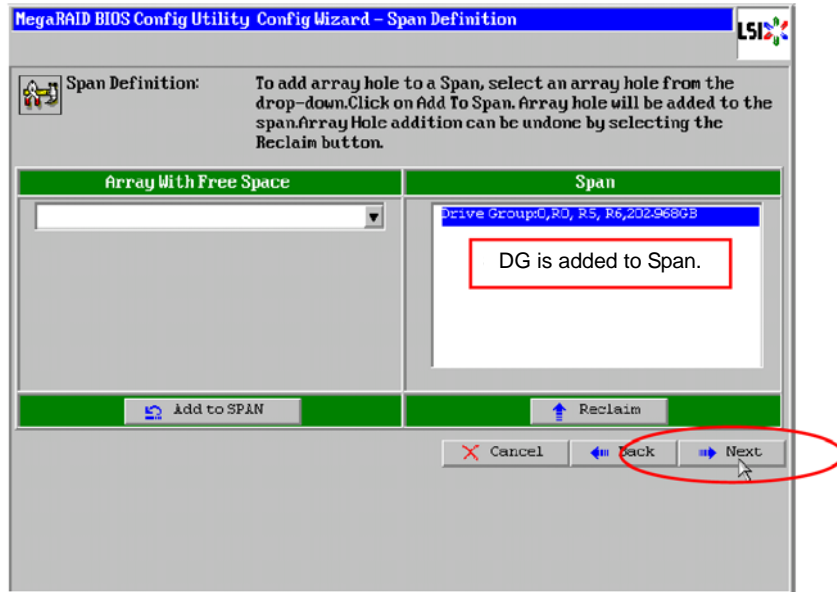 MegaRAID BIOS Config Utility Config Wizard – Span Definition
LSI
Span Definition:
To add array hole to a Span, select an array hole from the
drop-down.Click on Add To Span. Array hole will be added to the
span.Array Hole addition can be undone by selecting the
Reclaim button.
Array With Free Space
Span
Drive Group:0,R0, R5, R6,202.968GB
DG is added to Span.
Add to SPAN
Reclaim
Cancel
Back
Next